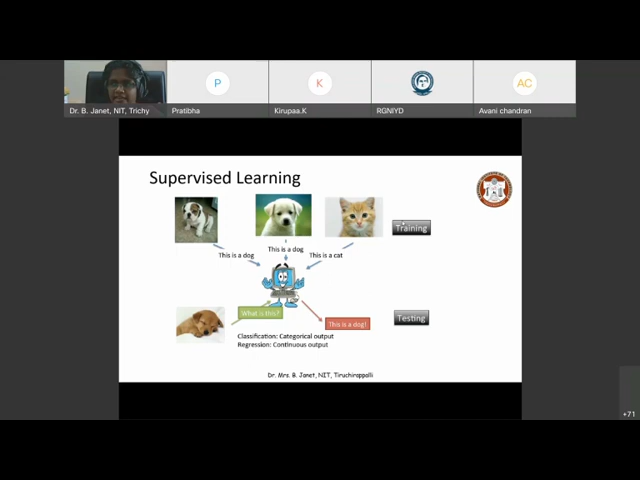 P
K
AC
Dr. B. Janet, NIT, Trichy
Pratibha
Kirupaa.K
RGNIYD
Avani chandran
Supervised Learning
Training
This is a dog
This is a dog
This is a cat
What is this?
This is a dog!
Testing
Classification: Categorical output
Regression: Continuous output
Dr. Mrs. B. Janet, NIT, Tiruchirappalli
+71